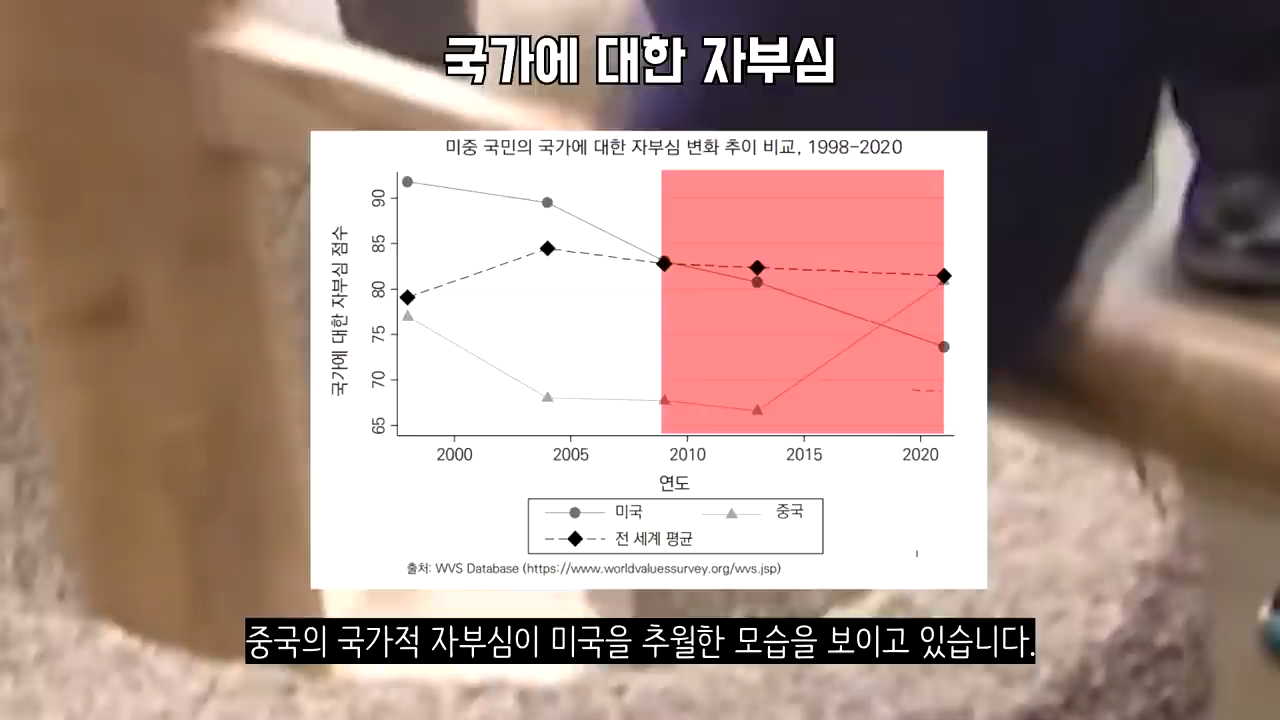 국가에 대한 자부심
미중 국민의 국가에 대한 자부심 변화 추이 비교, 1998-2020
국가에 대한 자부심 점수
90
85
80
75
70
65
2000 2005 2010 2015 2020
연도
미국 중국
전 세계 평균
출처: WVS Database (https://www.worldvaluessurvey.org/wvs.jsp)
중국의 국가적 자부심이 미국을 추월한 모습을 보이고 있습니다.